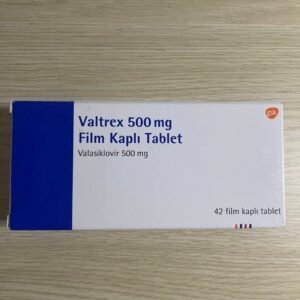 Valtrex 500 mg
Film Kaplı Tablet
Valasiklovir 500 mg
gsk
42 film kaplı tablet